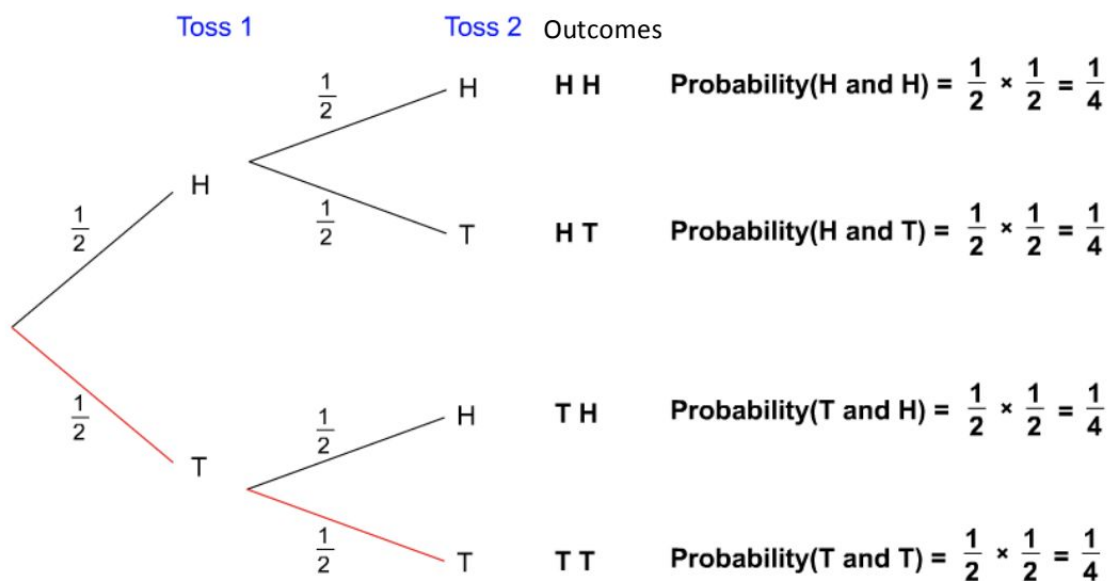 Toss 1 Toss 2 Outcomes
1/2 H H H Probability(H and H) = 1/2 × 1/2 = 1/4
H
1/2 1/2 T H T Probability(H and T) = 1/2 × 1/2 = 1/4
1/2 1/2 H T H Probability(T and H) = 1/2 × 1/2 = 1/4
T
1/2 T T T Probability(T and T) = 1/2 × 1/2 = 1/4